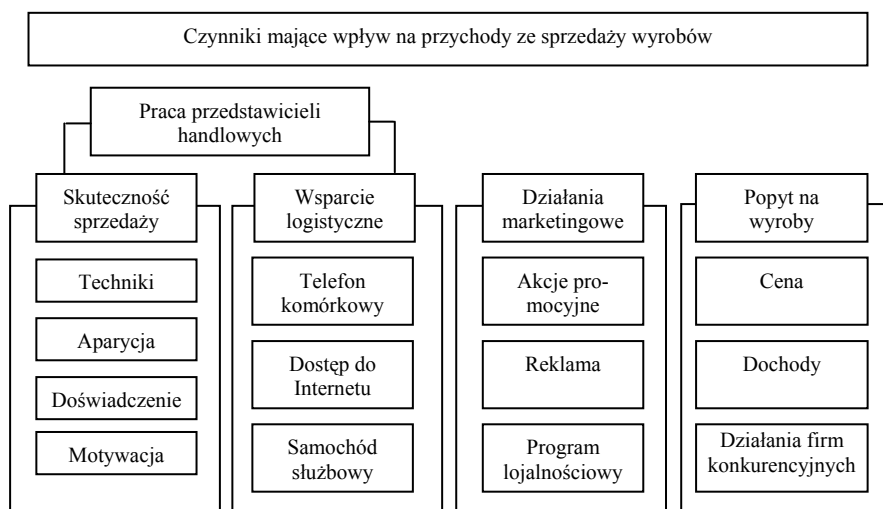 Czynniki mające wpływ na przychody ze sprzedaży wyrobów
Praca przedstawicieli
handlowych
Skuteczność
sprzedaży
Techniki
Aparycja
Doświadczenie
Motywacja
Wsparcie
logistyczne
Telefon
komórkowy
Dostęp do
Internetu
Samochód
służbowy
Działania
marketingowe
Akcje pro-
mocyjne
Reklama
Program
lojalnościowy
Popyt na
wyroby
Cena
Dochody
Działania firm
konkurencyjnych